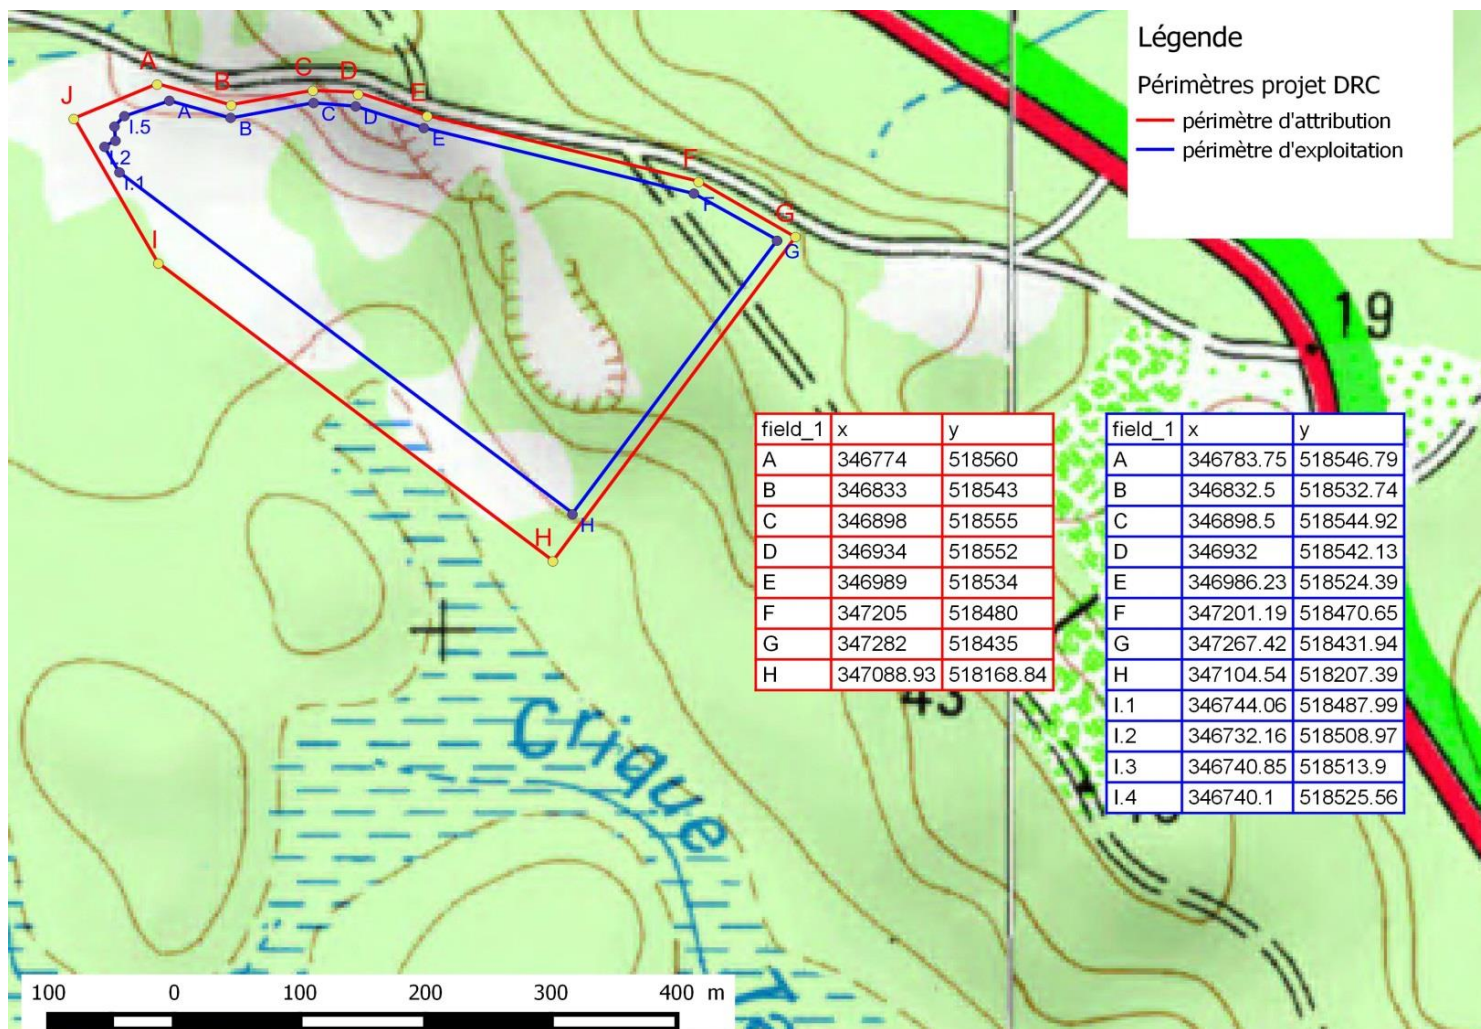 Légende
Périmètres projet DRC
périmètre d'attribution
périmètre d'exploitation
A
B
C
D
E
F
G
H
I
J
A
B
C
D
E
F
G
H
I.1
I.2
I.5
19
field_1 x y
A 346774 518560
B 346833 518543
C 346898 518555
D 346934 518552
E 346989 518534
F 347205 518480
G 347282 518435
H 347088.93 518168.84
field_1 x y
A 346783.75 518546.79
B 346832.5 518532.74
C 346898.5 518544.92
D 346932 518542.13
E 346986.23 518524.39
F 347201.19 518470.65
G 347267.42 518431.94
H 347104.54 518207.39
I.1 346744.06 518487.99
I.2 346732.16 518508.97
I.3 346740.85 518513.9
I.4 346740.1 518525.56
43
Crique
100 0 100 200 300 400 m